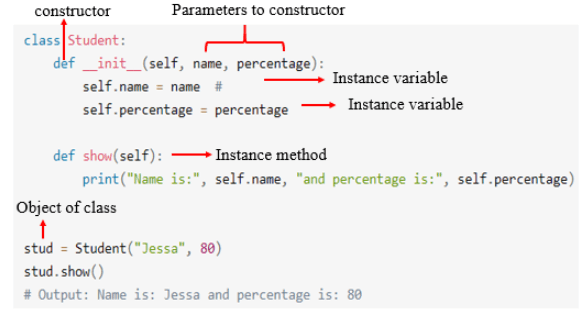 constructor
Parameters to constructor
class Student:
def __init__(self, name, percentage):
self.name = name #
Instance variable
self.percentage = percentage
Instance variable
def show(self):
Instance method
print("Name is:", self.name, "and percentage is:", self.percentage)
Object of class
stud = Student("Jessa", 80)
stud.show()
# Output: Name is: Jessa and percentage is: 80